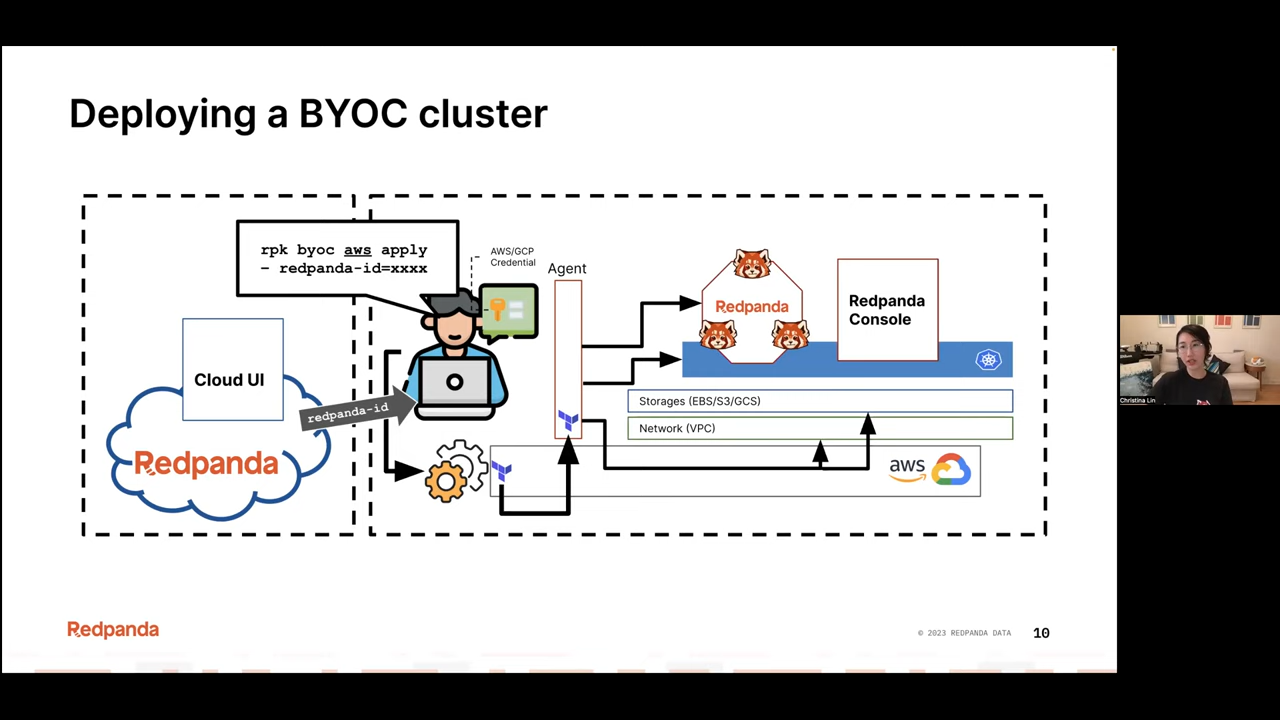 Deploying a BYOC cluster
rpk byoc aws apply
– redpanda-id=xxxx
AWS/GCP
Credential
Agent
Cloud UI
Redpanda
redpanda-id
Redpanda
Redpanda
Console
Storages (EBS/S3/GCS)
Network (VPC)
aws
Redpanda
© 2023 REDPANDA DATA
10
Christina Lin